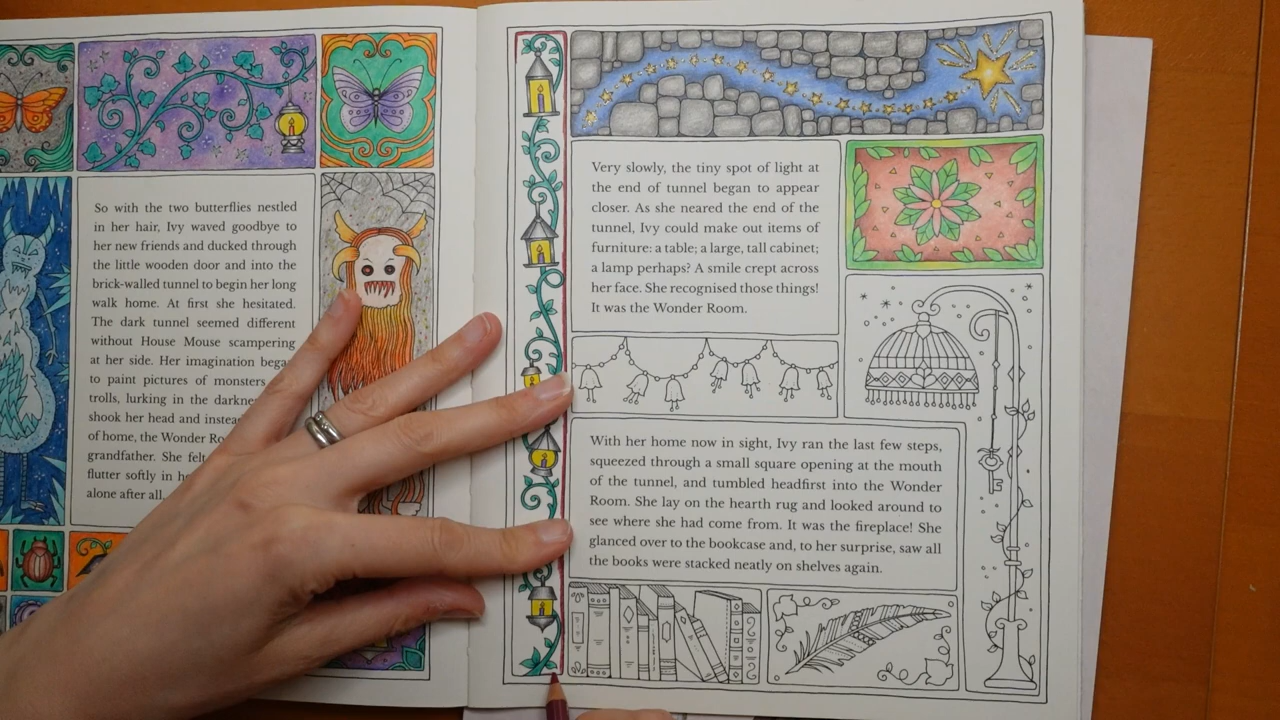 So with the two butterflies nestled
in her hair, Ivy waved goodbye to
her new friends and ducked through
the little wooden door and into the
brick-walled tunnel to begin her long
walk home. At first she hesitated.
The dark tunnel seemed different
without House Mouse scampering
at her side. Her imagination
to paint pictures of monsters
trolls, lurking in the
shook her head and
of home, the Wonder
grandfather. She felt
flutter softly in
alone after all.
Very slowly, the tiny spot of light at
the end of tunnel began to appear
closer. As she neared the end of the
tunnel, Ivy could make out items of
furniture: a table; a large, tall cabinet;
a lamp perhaps? A smile crept across
her face. She recognised those things!
It was the Wonder Room.
With her home now in sight, Ivy ran the last few steps,
squeezed through a small square opening at the mouth
of the tunnel, and tumbled headfirst into the Wonder
Room. She lay on the hearth rug and looked around to
see where she had come from. It was the fireplace! She
glanced over to the bookcase and, to her surprise, saw all
the books were stacked neatly on shelves again.